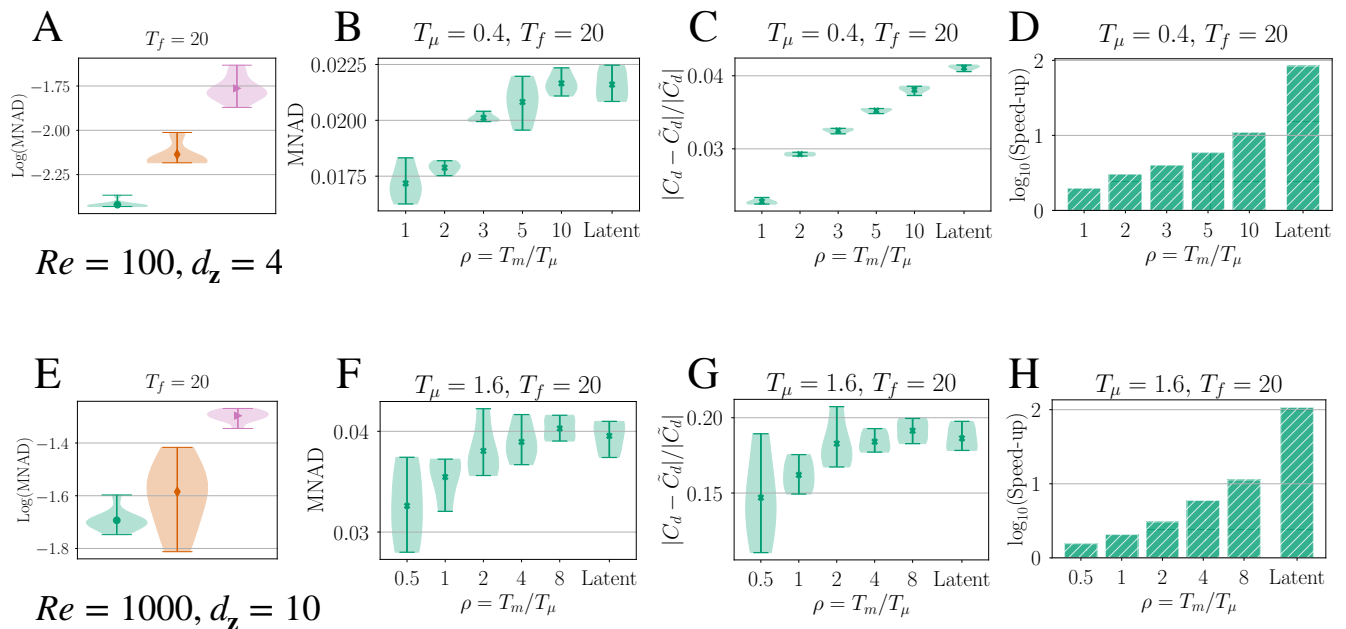 A
T_f = 20
Log(MNAD)
−1.75
−2.00
−2.25
B
T_μ = 0.4, T_f = 20
MNAD
0.0225
0.0200
0.0175
1 2 3 5 10 Latent
ρ = T_m/T_μ
C
T_μ = 0.4, T_f = 20
|C_d − C̃_d|/|C̃_d|
0.04
0.03
1 2 3 5 10 Latent
ρ = T_m/T_μ
D
T_μ = 0.4, T_f = 20
log₁₀(Speed-up)
2
1
0
1 2 3 5 10 Latent
ρ = T_m/T_μ
Re = 100, d_z = 4
E
T_f = 20
Log(MNAD)
−1.4
−1.6
−1.8
F
T_μ = 1.6, T_f = 20
MNAD
0.04
0.03
0.5 1 2 4 8 Latent
ρ = T_m/T_μ
G
T_μ = 1.6, T_f = 20
|C_d − C̃_d|/|C̃_d|
0.20
0.15
0.5 1 2 4 8 Latent
ρ = T_m/T_μ
H
T_μ = 1.6, T_f = 20
log₁₀(Speed-up)
2
1
0
0.5 1 2 4 8 Latent
ρ = T_m/T_μ
Re = 1000, d_z = 10